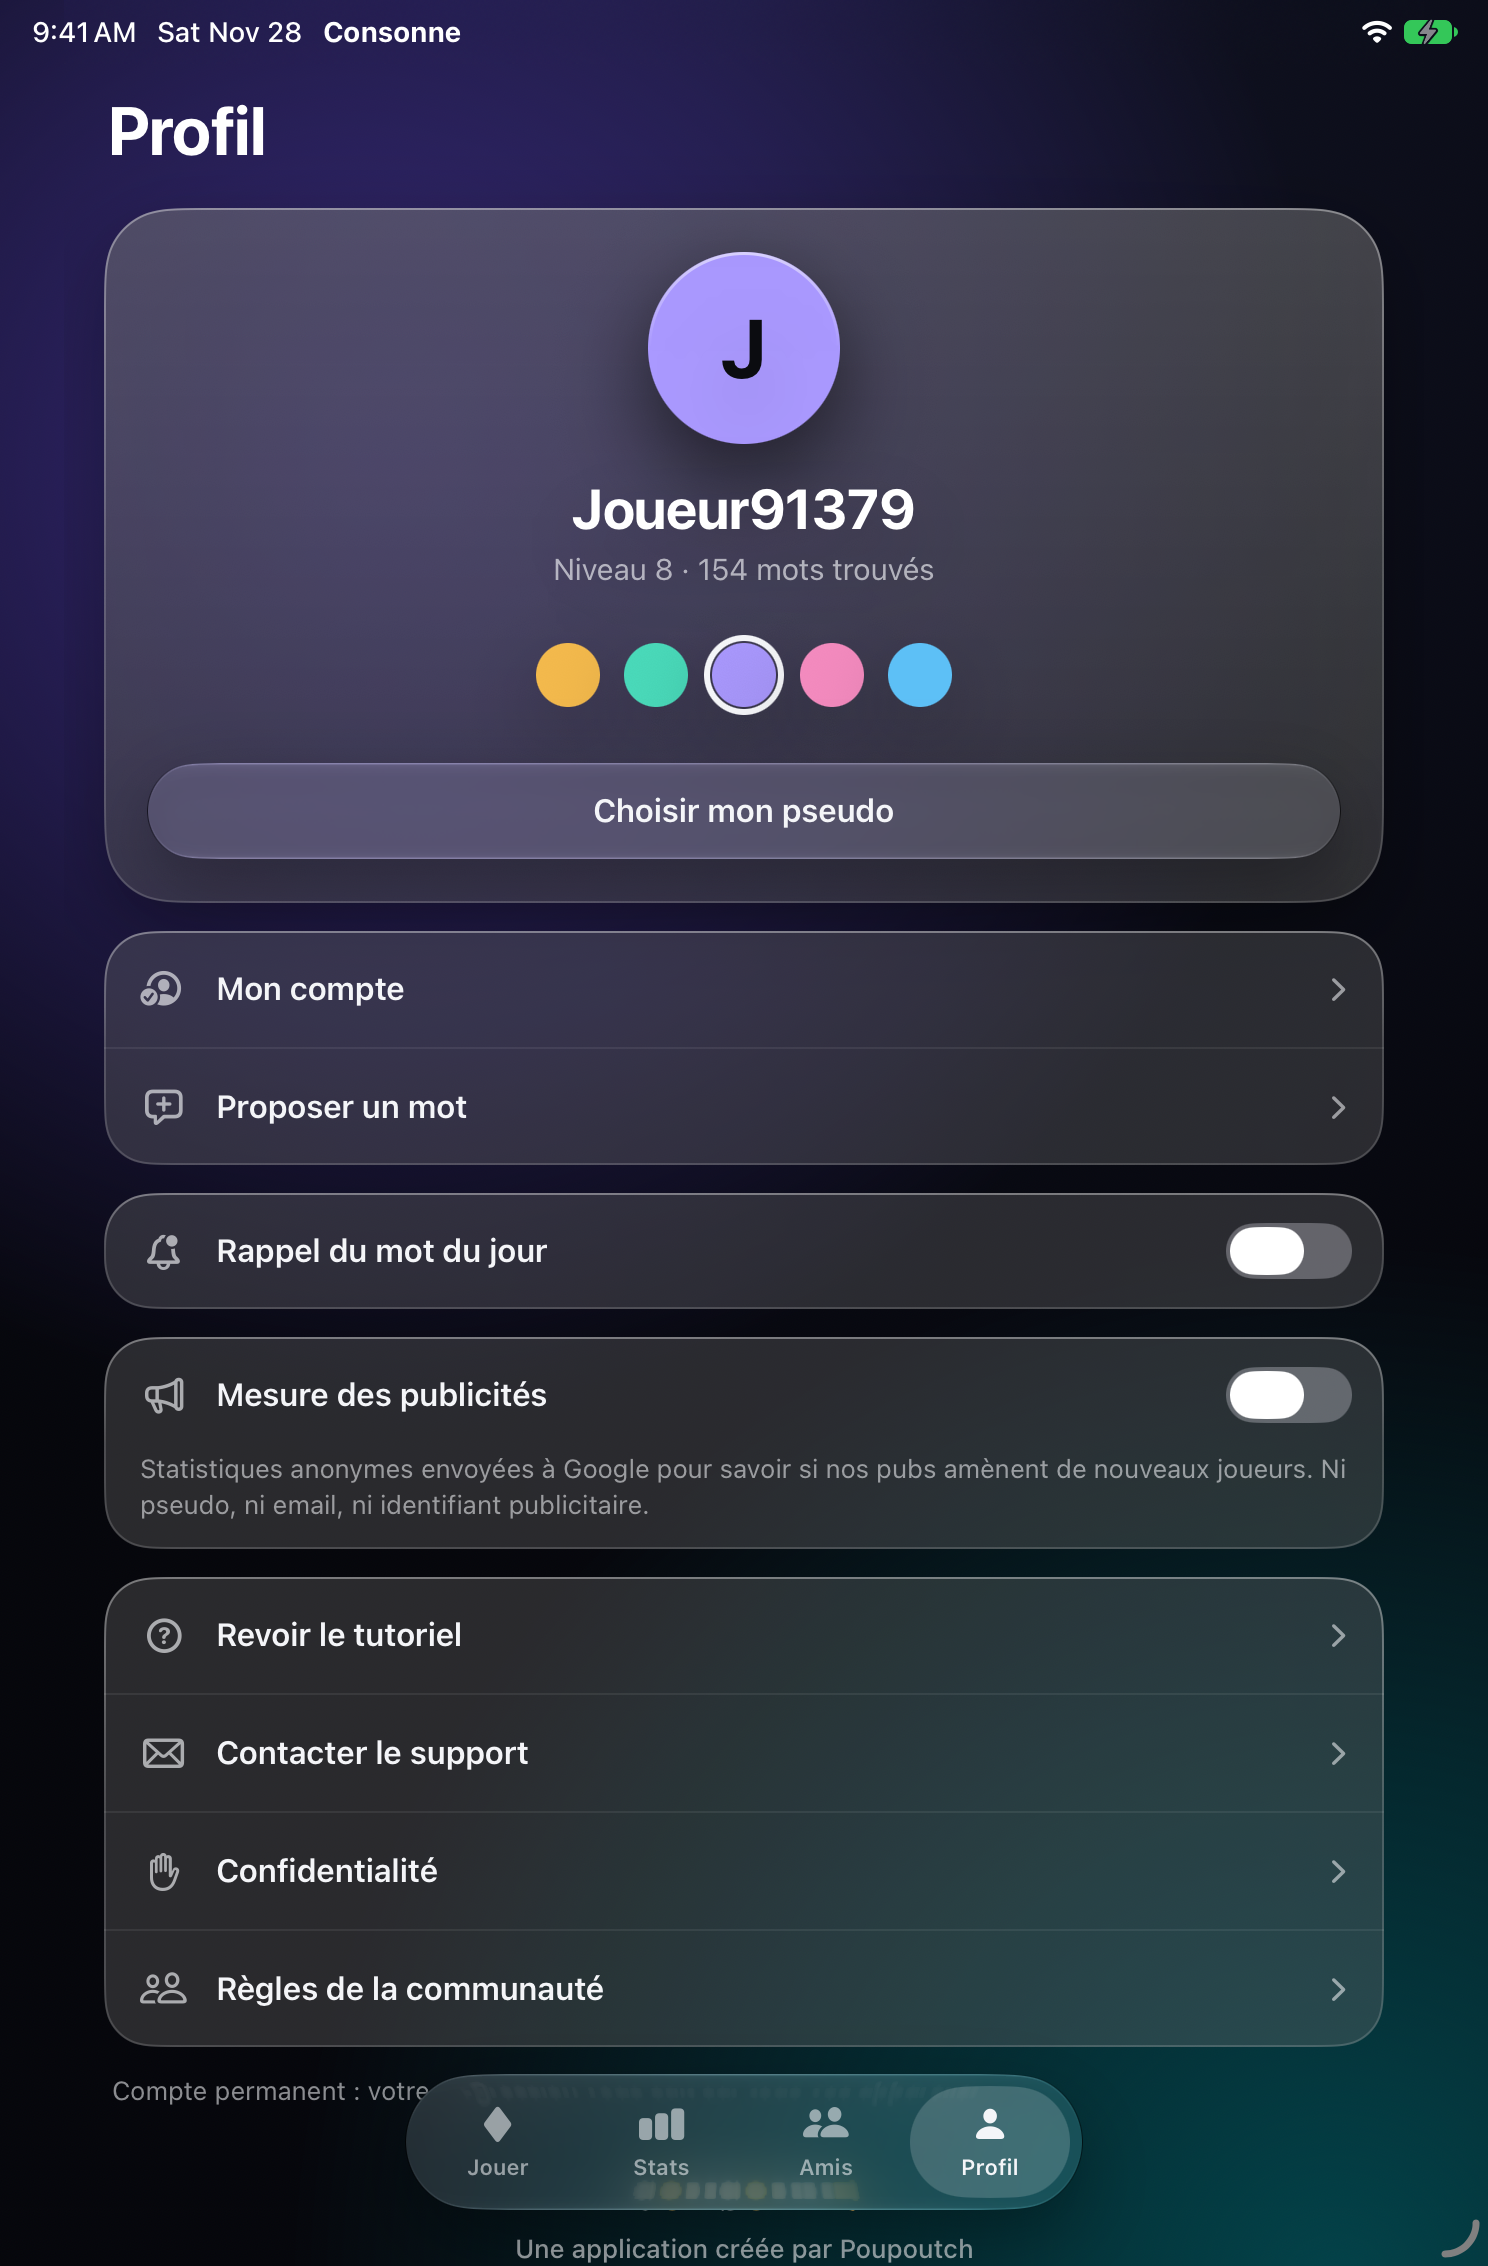 9:41 AM Sat Nov 28 Consonne
Profil
J
Joueur91379
Niveau 8 · 154 mots trouvés
Choisir mon pseudo
Mon compte
Proposer un mot
Rappel du mot du jour
Mesure des publicités
Statistiques anonymes envoyées à Google pour savoir si nos pubs amènent de nouveaux joueurs. Ni
pseudo, ni email, ni identifiant publicitaire.
Revoir le tutoriel
Contacter le support
Confidentialité
Règles de la communauté
Compte permanent : votre
Jouer Stats Amis Profil
Une application créée par Poupoutch